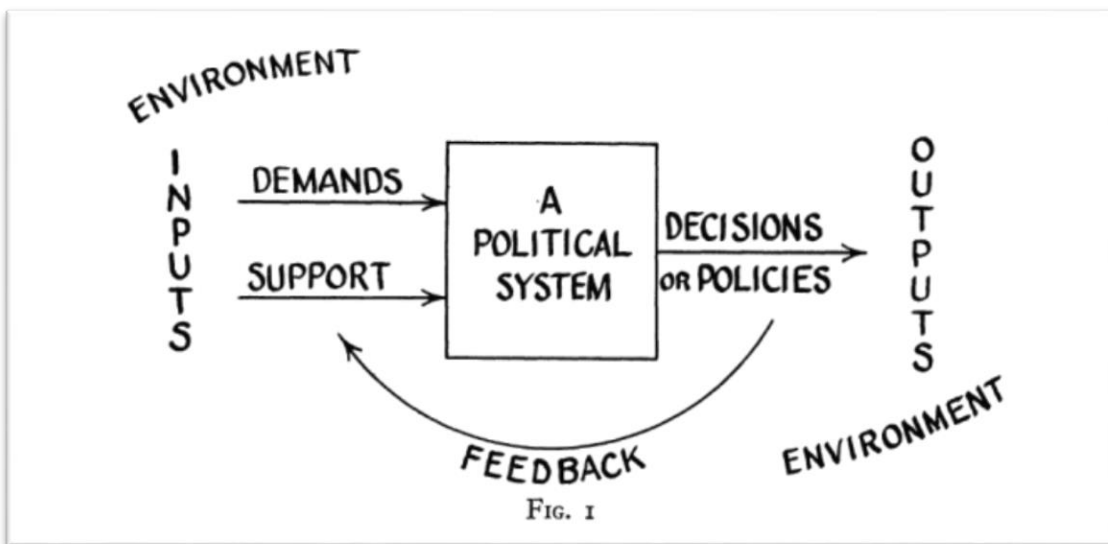 ENVIRONMENT
INPUTS
DEMANDS
SUPPORT
A
POLITICAL
SYSTEM
DECISIONS
OR POLICIES
OUTPUTS
ENVIRONMENT
FEEDBACK
FIG. 1